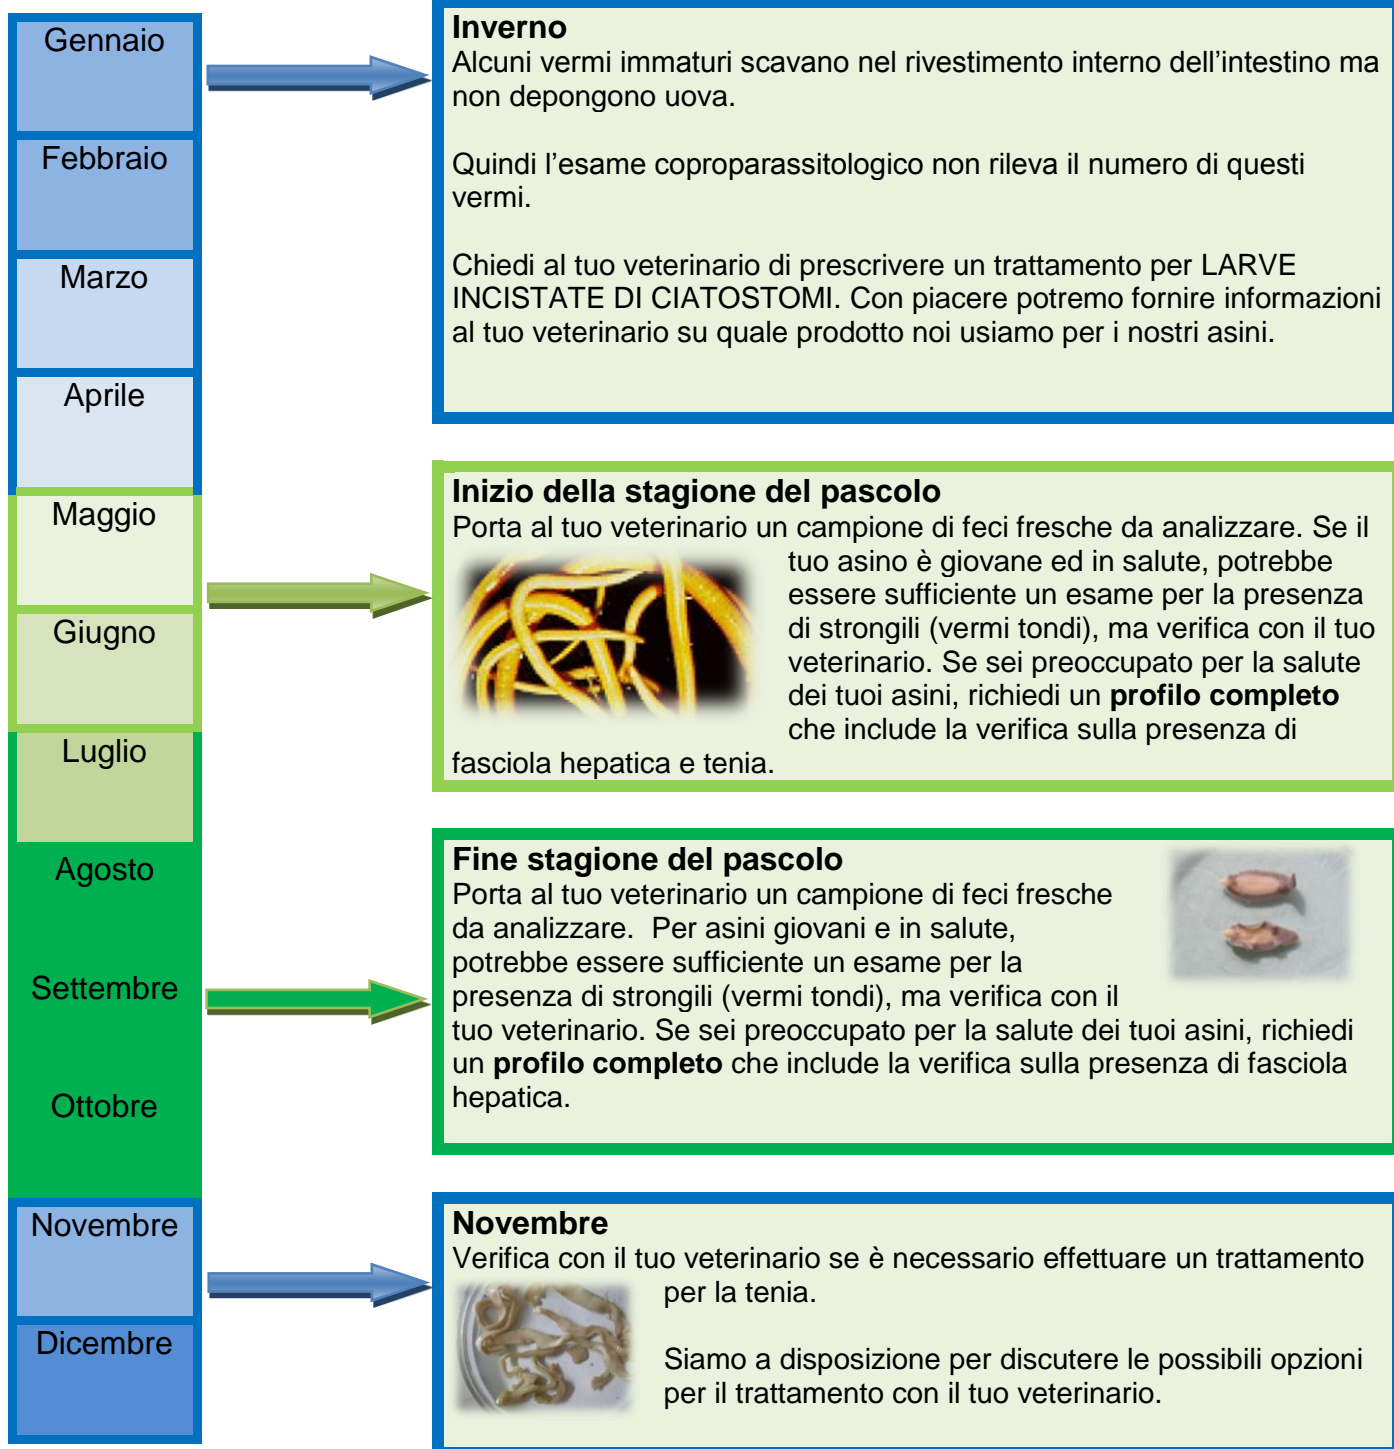 Gennaio
Febbraio
Marzo
Aprile
Maggio
Giugno
Luglio
Agosto
Settembre
Ottobre
Novembre
Dicembre
Inverno
Alcuni vermi immaturi scavano nel rivestimento interno dell’intestino ma
non depongono uova.
Quindi l’esame coproparassitologico non rileva il numero di questi
vermi.
Chiedi al tuo veterinario di prescrivere un trattamento per LARVE
INCISTATE DI CIATOSTOMI. Con piacere potremo fornire informazioni
al tuo veterinario su quale prodotto noi usiamo per i nostri asini.
Inizio della stagione del pascolo
Porta al tuo veterinario un campione di feci fresche da analizzare. Se il
tuo asino è giovane ed in salute, potrebbe
essere sufficiente un esame per la presenza
di strongili (vermi tondi), ma verifica con il tuo
veterinario. Se sei preoccupato per la salute
dei tuoi asini, richiedi un profilo completo
che include la verifica sulla presenza di
fasciola hepatica e tenia.
Fine stagione del pascolo
Porta al tuo veterinario un campione di feci fresche
da analizzare.  Per asini giovani e in salute,
potrebbe essere sufficiente un esame per la
presenza di strongili (vermi tondi), ma verifica con il
tuo veterinario. Se sei preoccupato per la salute dei tuoi asini, richiedi
un profilo completo che include la verifica sulla presenza di fasciola
hepatica.
Novembre
Verifica con il tuo veterinario se è necessario effettuare un trattamento
per la tenia.
Siamo a disposizione per discutere le possibili opzioni
per il trattamento con il tuo veterinario.